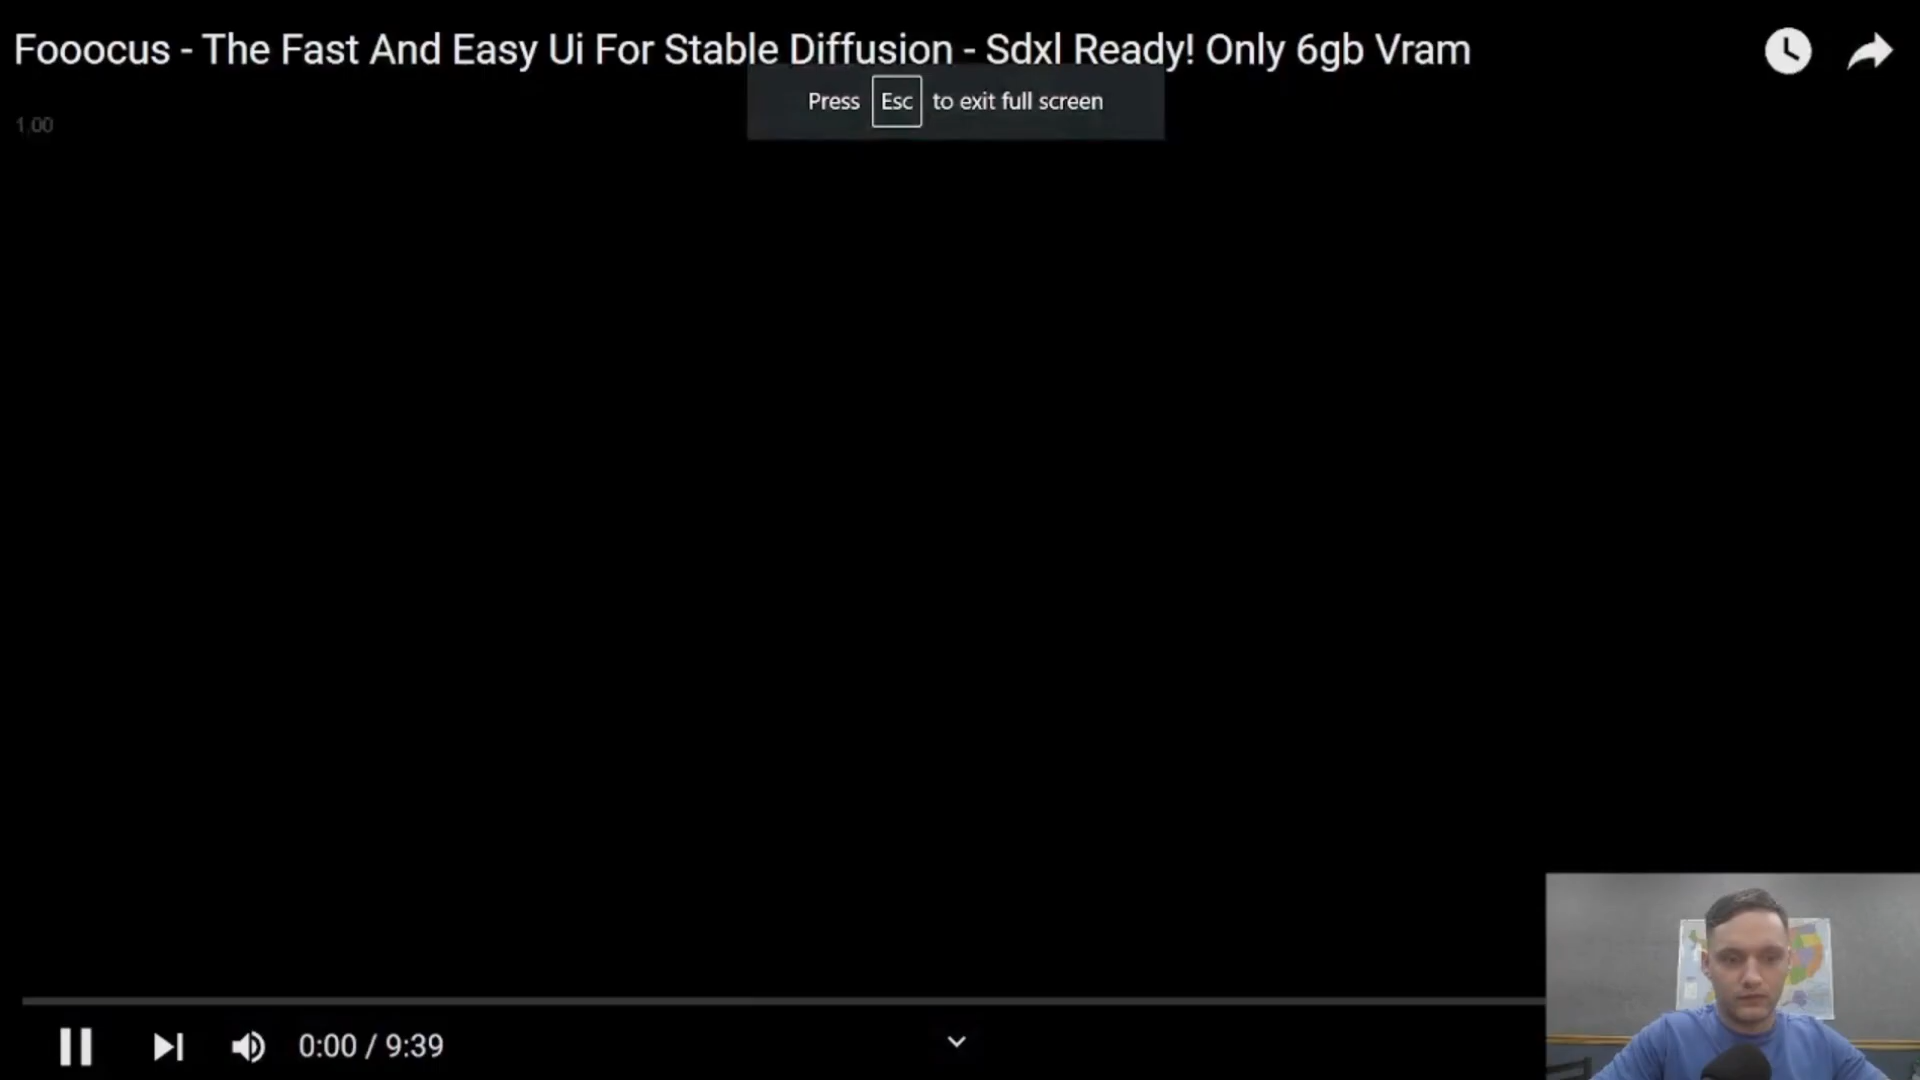 Fooocus - The Fast And Easy Ui For Stable Diffusion - Sdxl Ready! Only 6gb Vram
Press Esc to exit full screen
1.00
0:00 / 9:39